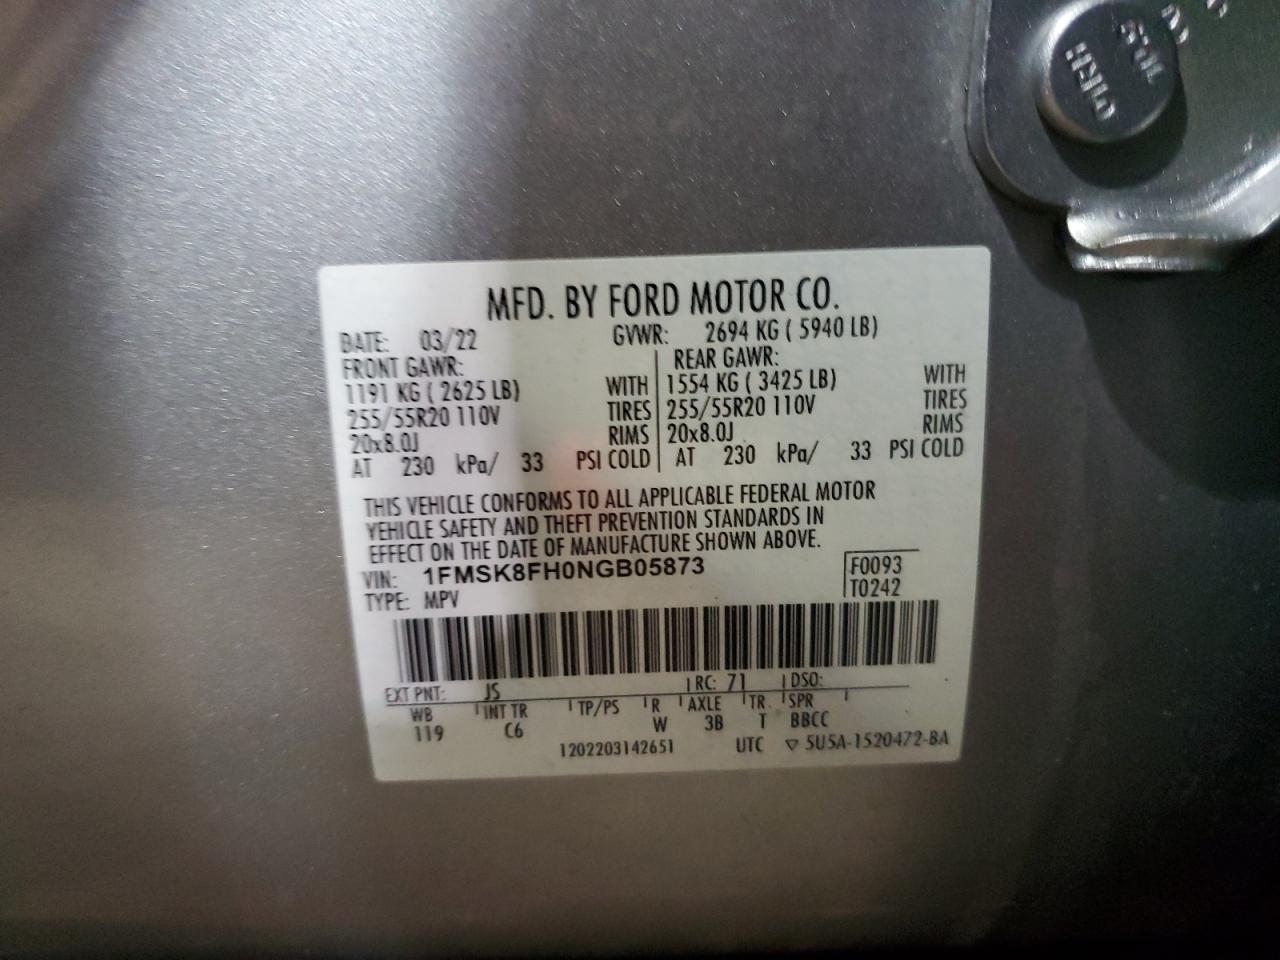 MFD. BY FORD MOTOR CO.
DATE: 03/22 GVWR: 2694 KG ( 5940 LB)
FRONT GAWR: REAR GAWR:
1191 KG ( 2625 LB) WITH 1554 KG ( 3425 LB) WITH
255/55R20 110V TIRES 255/55R20 110V TIRES
20x8.0J RIMS 20x8.0J RIMS
AT 230 kPa/ 33 PSI COLD AT 230 kPa/ 33 PSI COLD
THIS VEHICLE CONFORMS TO ALL APPLICABLE FEDERAL MOTOR
VEHICLE SAFETY AND THEFT PREVENTION STANDARDS IN
EFFECT ON THE DATE OF MANUFACTURE SHOWN ABOVE.
VIN: 1FMSK8FH0NGB05873 F0093
TYPE: MPV T0242
EXT PNT: JS RC: 71 DSO:
WB INT TR TP/PS R AXLE TR SPR
119 C6 W 3B T BBCC
1202203142651 UTC ▽ 5U5A-1520472-BA